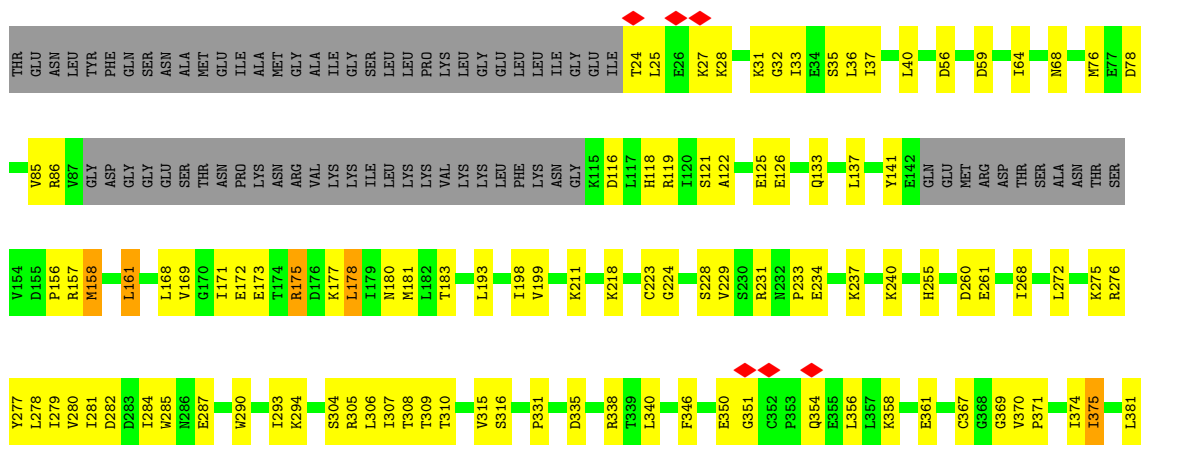 THR GLU ASN LEU TYR PHE GLN SER ASN ALA MET GLU ILE ALA MET GLY ALA ILE GLY SER LEU LEU PRO LYS LEU GLY GLU LEU LEU ILE GLY GLU ILE T24 L25 E26 K27 K28 K31 G32 I33 E34 S35 L36 I37 L40 D56 D59 I64 N68 M76 E77 D78
V85 R86 V87 GLY ASP GLY GLY GLU SER THR ASN PRO LYS ASN ARG VAL LYS LYS ILE LEU LYS LYS VAL LYS LYS LEU PHE LYS ASN GLY K115 D116 L117 H118 R119 I120 S121 A122 E125 E126 Q133 L137 Y141 E142 GLN GLU MET ARG ASP THR SER ALA ASN THR SER
V154 D155 P156 R157 M158 L161 L168 V169 G170 I171 E172 E173 T174 R175 D176 K177 L178 I179 N180 M181 L182 T183 L193 I198 V199 K211 K218 C223 G224 S228 V229 S230 R231 N232 P233 E234 K237 K240 H255 D260 E261 I268 L272 K275 R276
Y277 L278 I279 V280 I281 D282 D283 I284 W285 N286 E287 W290 I293 K294 S304 R305 L306 I307 T308 T309 T310 V315 S316 P331 D335 R338 T339 L340 F346 E350 G351 C352 P353 Q354 E355 L356 L357 K358 E361 C367 G368 G369 V370 P371 I374 I375 L381